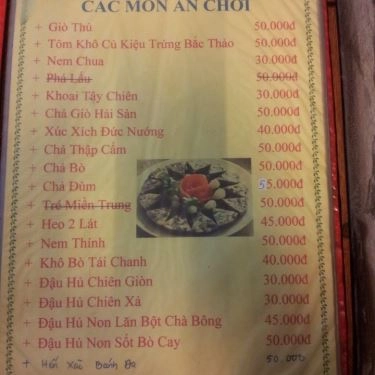 CÁC MÓN ĂN CHƠI
+ Giò Thủ 50.000đ
+ Tôm Khô Củ Kiệu Trứng Bắc Thảo 50.000đ
+ Nem Chua 30.000đ
+ Phá Lấu 50.000đ
+ Khoai Tây Chiên 30.000đ
+ Chả Giò Hải Sản 50.000đ
+ Xúc Xích Đức Nướng 40.000đ
+ Chả Thập Cẩm 50.000đ
+ Chả Bò 50.000đ
+ Chả Đùm 55.000đ
+ Tré Miền Trung 50.000đ
+ Heo 2 Lát 45.000đ
+ Nem Thính 50.000đ
+ Khô Bò Tái Chanh 40.000đ
+ Đậu Hủ Chiên Giòn 30.000đ
+ Đậu Hủ Chiên Xả 30.000đ
+ Đậu Hủ Non Lăn Bột Chà Bông 45.000đ
+ Đậu Hủ Non Sốt Bò Cay 50.000đ
+ Hến Xào Bánh Đa 50.000